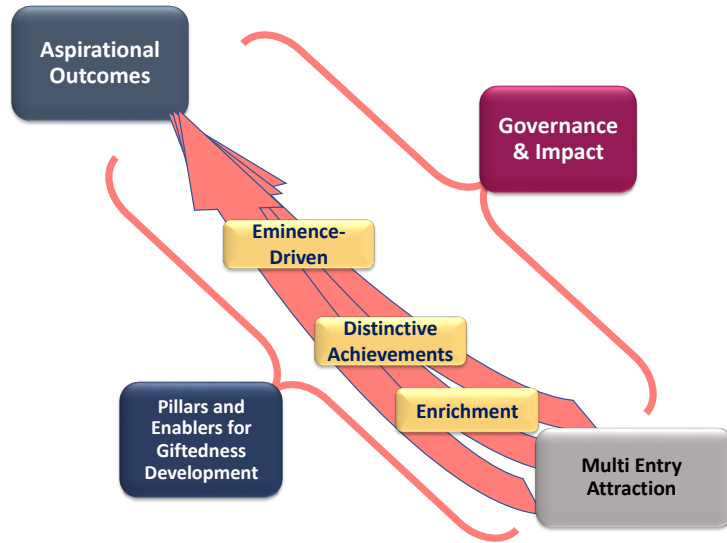 Aspirational
Outcomes
Governance
& Impact
Eminence-
Driven
Distinctive
Achievements
Enrichment
Pillars and
Enablers for
Giftedness
Development
Multi Entry
Attraction